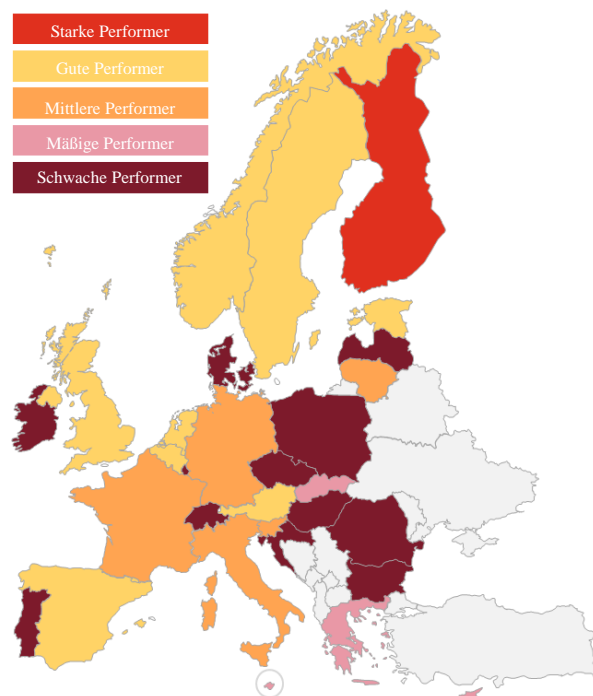 Starke Performer
Gute Performer
Mittlere Performer
Mäßige Performer
Schwache Performer